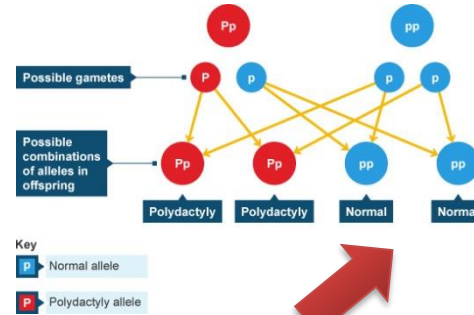 Pp pp
Possible gametes P p p p
Possible
combinations
of alleles in
offspring
Pp Pp pp pp
Polydactyly Polydactyly Normal Norma
Key
p Normal allele
P Polydactyly allele